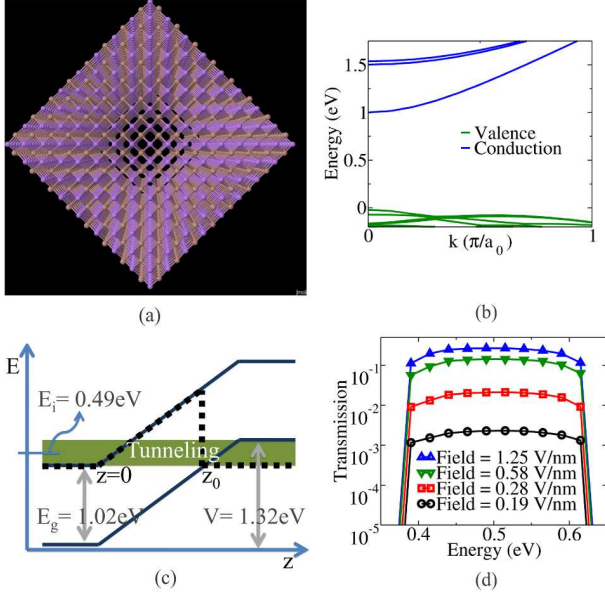 jmol
(a)
1.5
1
0.5
0
Energy (eV)
Valence
Conduction
0
1
k (π/a0)
(b)
E
Ei= 0.49eV
Tunneling
z=0
z0
Eg= 1.02eV
V= 1.32eV
z
(c)
Transmission
10-1
10-2
10-3
10-4
10-5
Field = 1.25 V/nm
Field = 0.58 V/nm
Field = 0.28 V/nm
Field = 0.19 V/nm
0.4
0.5
0.6
Energy (eV)
(d)